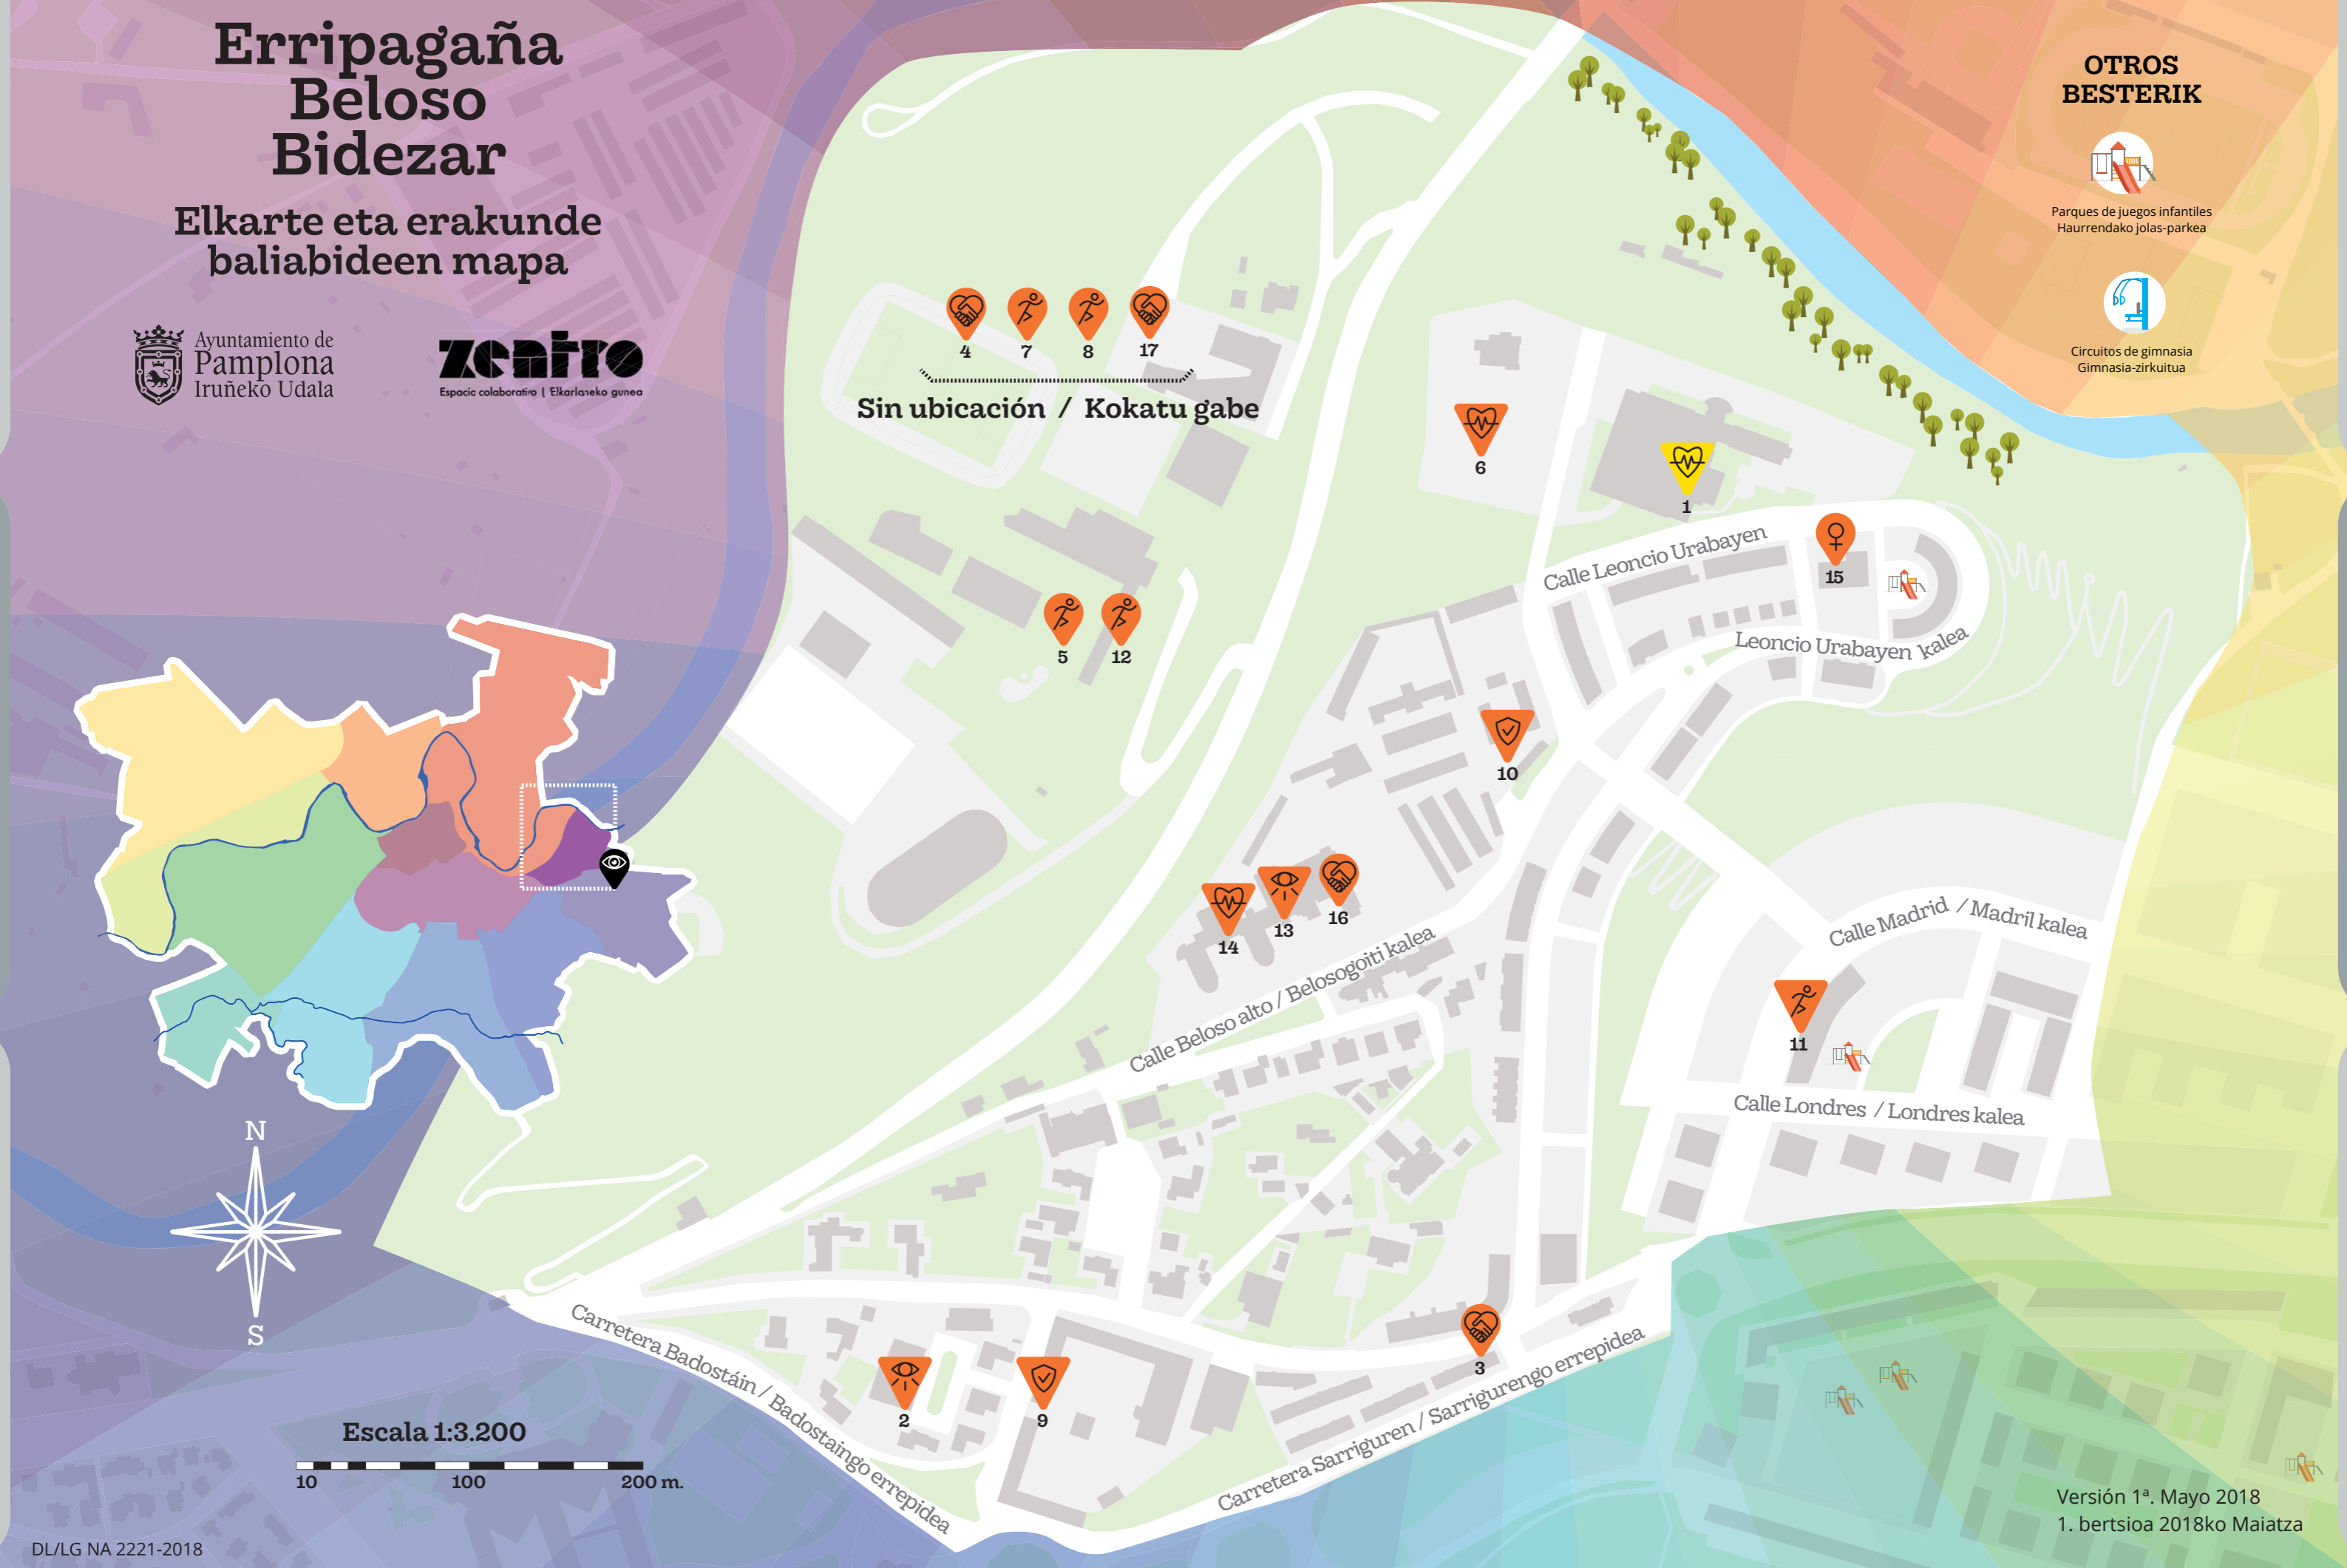 Erripagaña
Beloso
Bidezar
Elkarte eta erakunde
baliabideen mapa
Ayuntamiento de
Pamplona
Iruñeko Udala
zentro
Espacio colaborativo | Elkarlaneko gunea
OTROS
BESTERIK
Parques de juegos infantiles
Haurrendako jolas-parkea
Circuitos de gimnasia
Gimnasia-zirkuitua
4
7
8
17
Sin ubicación / Kokatu gabe
6
1
Calle Leoncio Urabayen
15
Leoncio Urabayen kalea
5
12
10
14
13
16
Calle Beloso alto / Belosogoiti kalea
Calle Madrid / Madril kalea
11
Calle Londres / Londres kalea
N
S
Carretera Badostáin / Badostaingo errepidea
2
9
3
Carretera Sarriguren / Sarrigurengo errepidea
Escala 1:3.200
10
100
200 m.
DL/LG NA 2221-2018
Versión 1ª. Mayo 2018
1. bertsioa 2018ko Maiatza